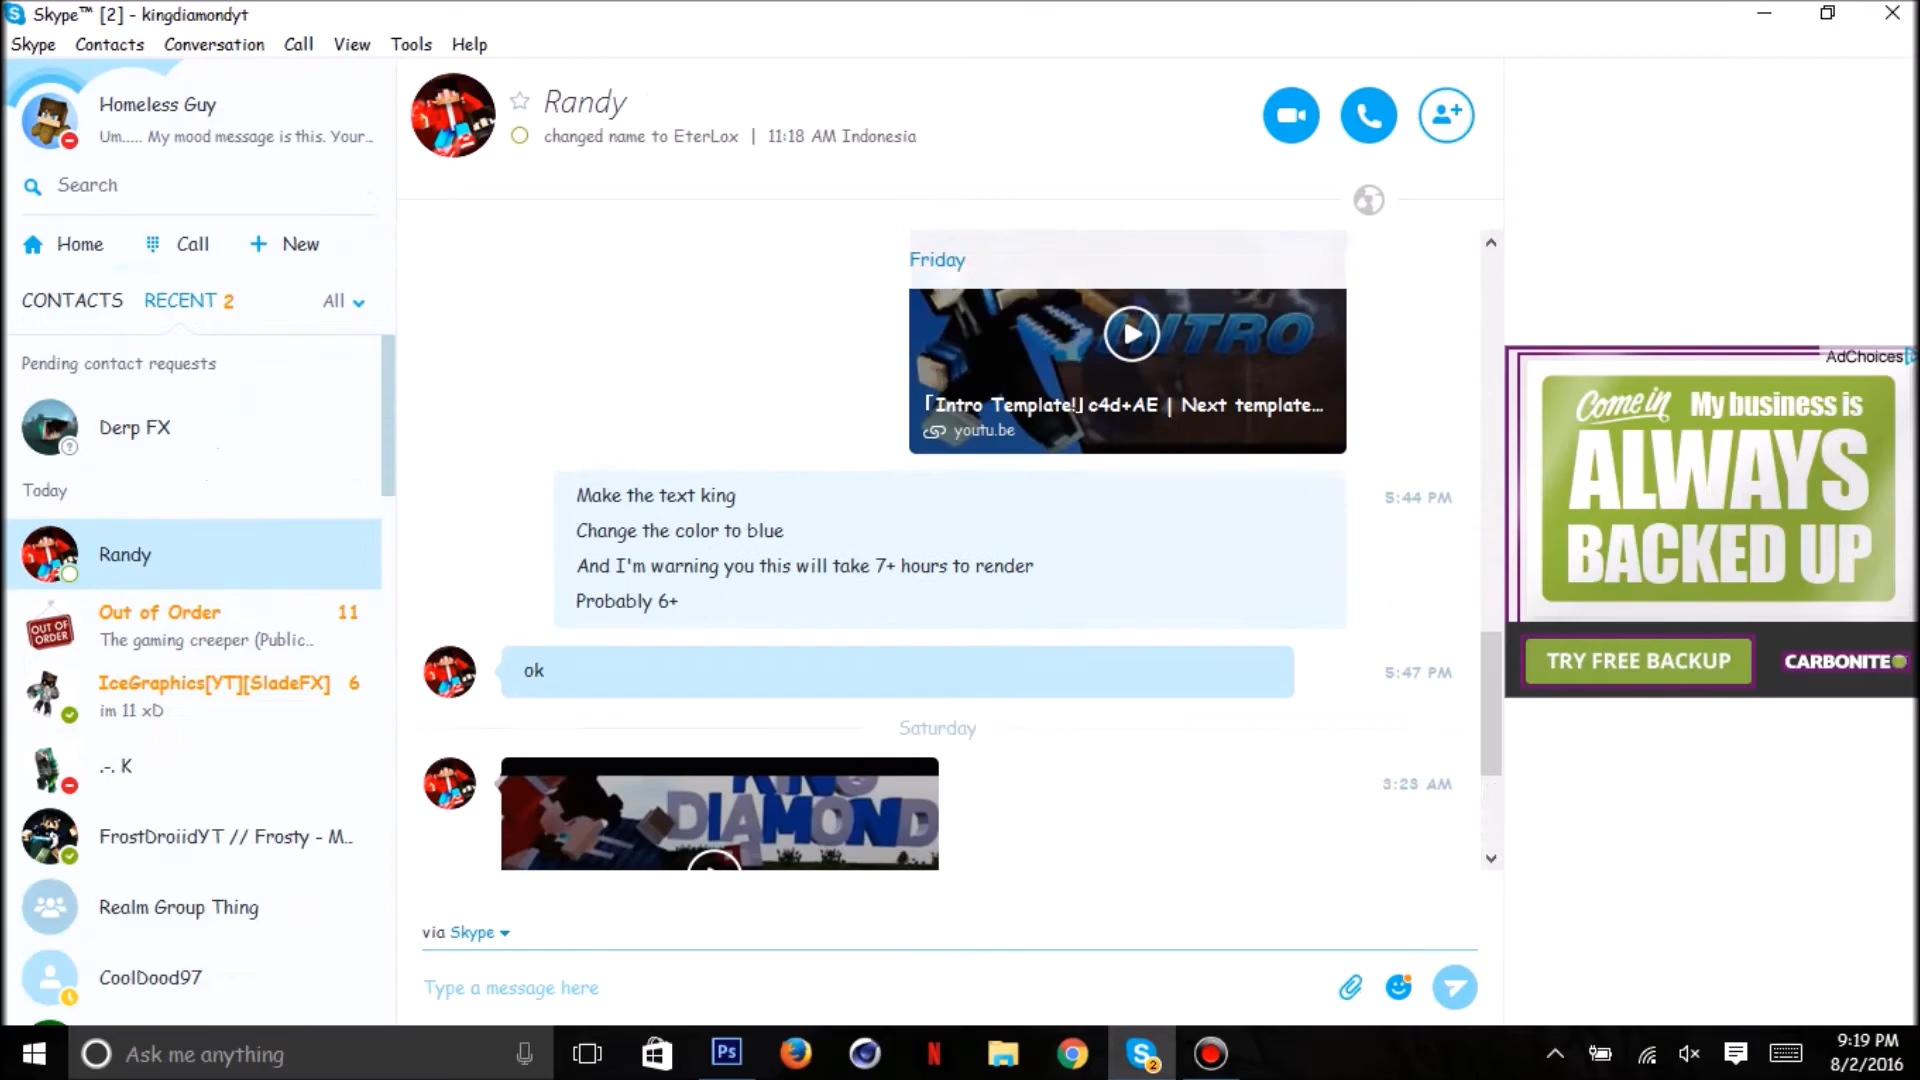 Skype™ [2] - kingdiamondyt
Skype Contacts Conversation Call View Tools Help
Homeless Guy
Um..... My mood message is this. Your...
Search
Home Call New
CONTACTS RECENT 2 All
Pending contact requests
Derp FX
Today
Randy
Out of Order 11
The gaming creeper (Public...
OUT OF ORDER
IceGraphics[YT][SladeFX] 6
im 11 xD
.-. K
FrostDroiidYT // Frosty - M...
Realm Group Thing
CoolDood97
Randy
changed name to EterLox | 11:18 AM Indonesia
Friday
INTRO
「Intro Template!」c4d+AE | Next template...
youtu.be
Make the text king 5:44 PM
Change the color to blue
And I'm warning you this will take 7+ hours to render
Probably 6+
ok 5:47 PM
Saturday
3:23 AM
KING
DIAMOND
via Skype
Type a message here
AdChoices
Come in My business is
ALWAYS
BACKED UP
TRY FREE BACKUP CARBONITE
Ask me anything
Ps
N
S 2
9:19 PM
8/2/2016